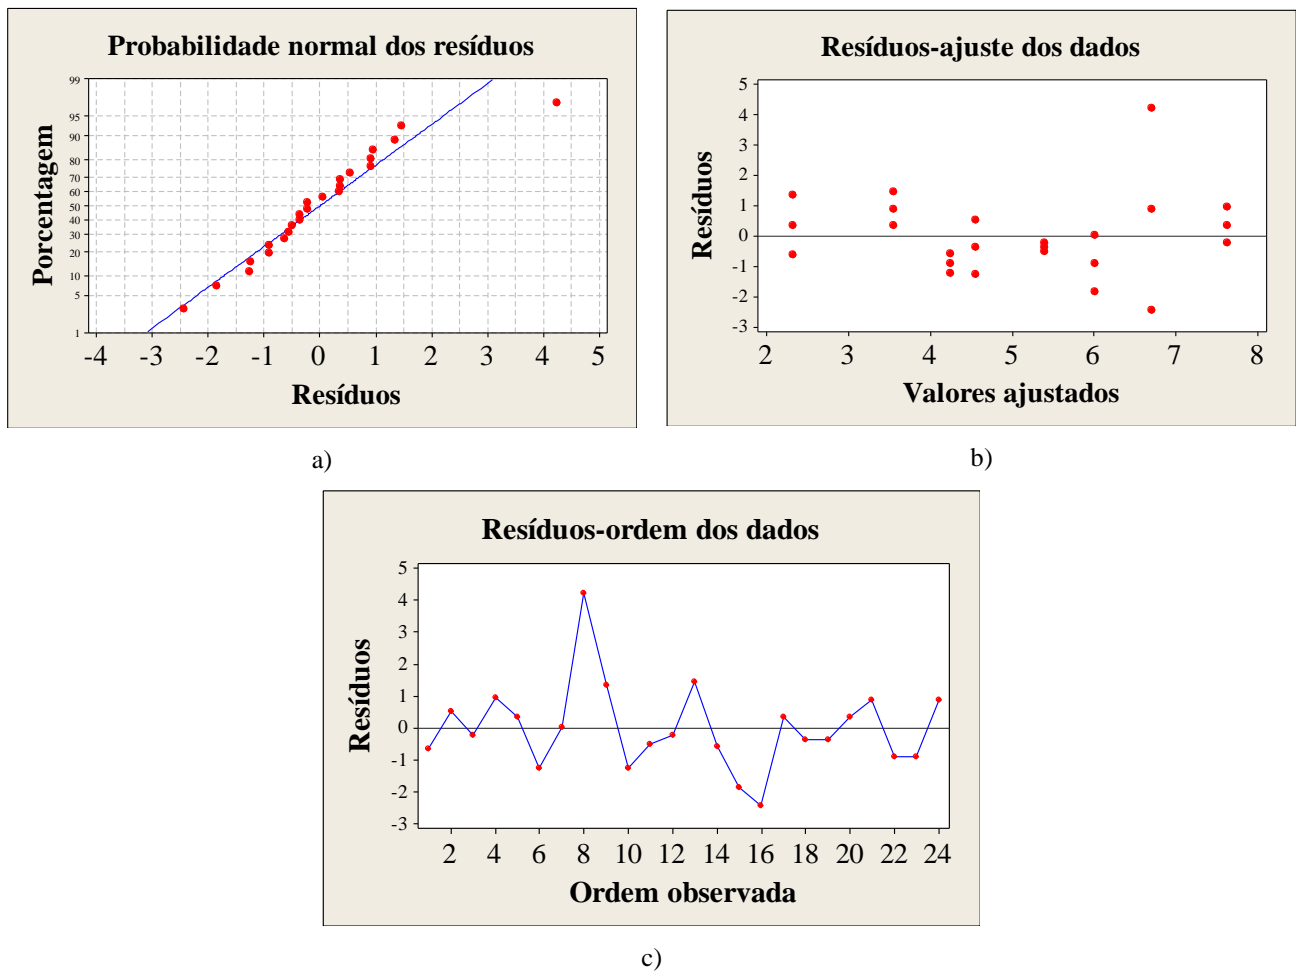 Probabilidade normal dos resíduos
Porcentagem
99
95
90
80
70
60
50
40
30
20
10
5
1
-4 -3 -2 -1 0 1 2 3 4 5
Resíduos
a)
Resíduos-ajuste dos dados
Resíduos
5
4
3
2
1
0
-1
-2
-3
2 3 4 5 6 7 8
Valores ajustados
b)
Resíduos-ordem dos dados
Resíduos
5
4
3
2
1
0
-1
-2
-3
2 4 6 8 10 12 14 16 18 20 22 24
Ordem observada
c)